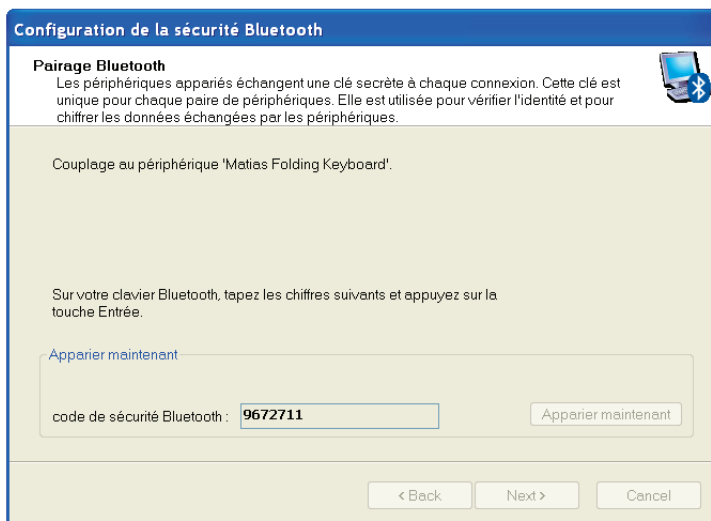 Configuration de la sécurité Bluetooth
Pairage Bluetooth
Les périphériques appariés échangent une clé secrète à chaque connexion. Cette clé est
unique pour chaque paire de périphériques. Elle est utilisée pour vérifier l'identité et pour
chiffrer les données échangées par les périphériques.
Couplage au périphérique 'Matias Folding Keyboard'.
Sur votre clavier Bluetooth, tapez les chiffres suivants et appuyez sur la
touche Entrée.
Apparier maintenant
code de sécurité Bluetooth : 9672711 Apparier maintenant
< Back Next > Cancel